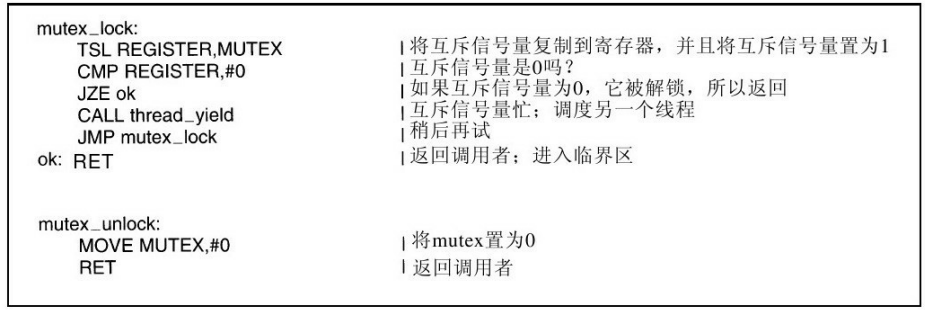 mutex_lock:
TSL REGISTER,MUTEX |将互斥信号量复制到寄存器，并且将互斥信号量置为1
CMP REGISTER,#0 |互斥信号量是0吗？
JZE ok |如果互斥信号量为0，它被解锁，所以返回
CALL thread_yield |互斥信号量忙；调度另一个线程
JMP mutex_lock |稍后再试
ok: RET |返回调用者；进入临界区
mutex_unlock:
MOVE MUTEX,#0 |将mutex置为0
RET |返回调用者